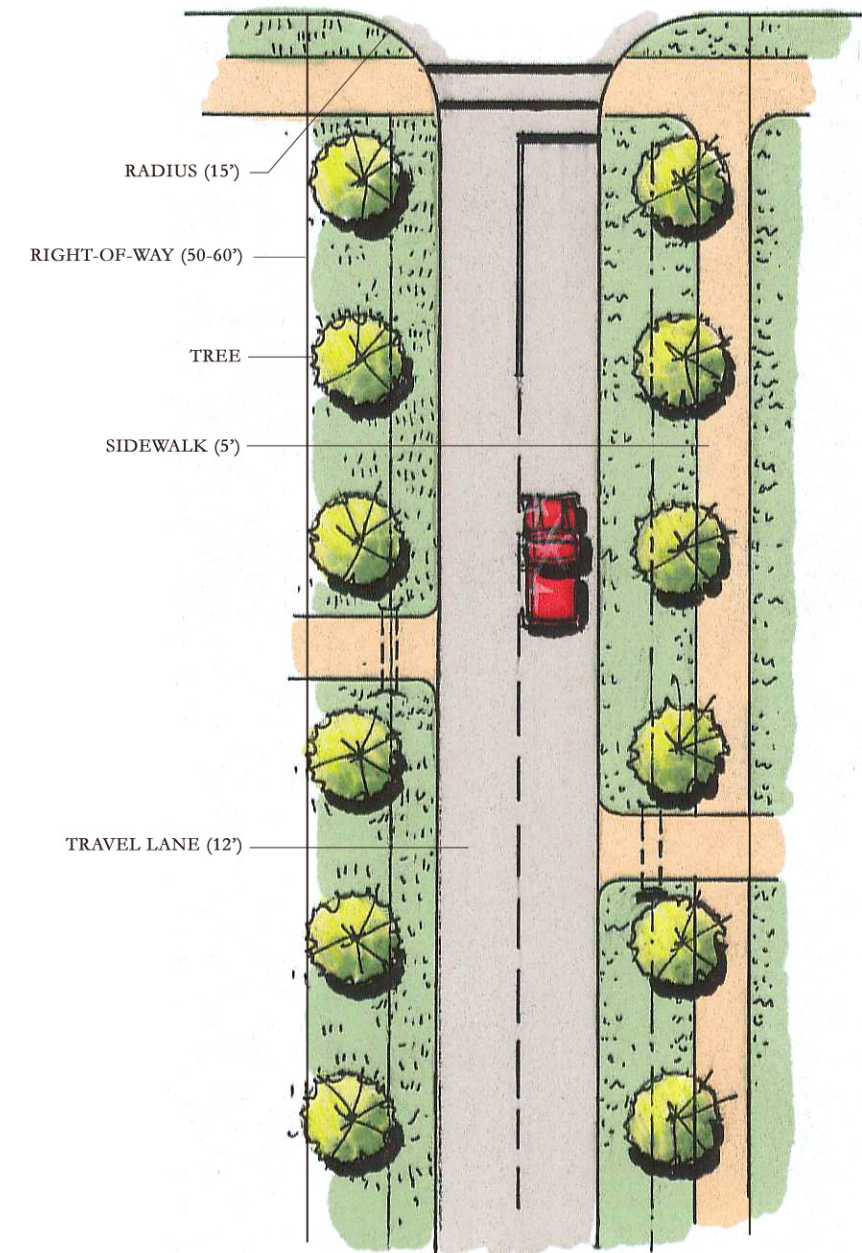 RADIUS (15’)
RIGHT-OF-WAY (50-60’)
TREE
SIDEWALK (5’)
TRAVEL LANE (12’)